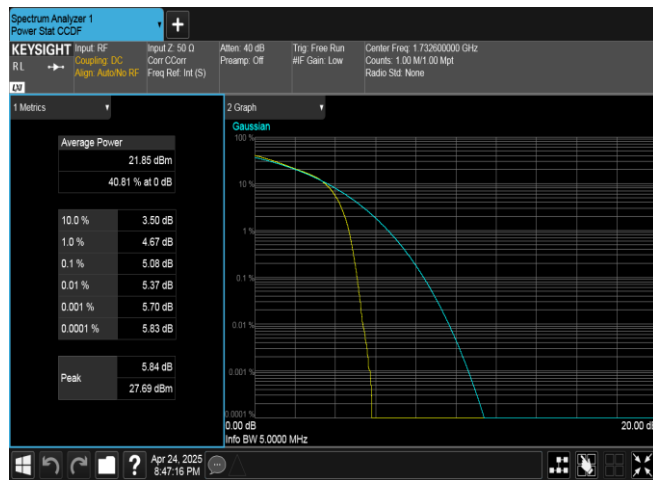 Spectrum Analyzer 1
Power Stat CCDF
+
KEYSIGHT
RL
LXI
Input: RF
Coupling: DC
Align: Auto/No RF
Input Z: 50 Ω
Corr CCorr
Freq Ref: Int (S)
Atten: 40 dB
Preamp: Off
Trig: Free Run
#IF Gain: Low
Center Freq: 1.732600000 GHz
Counts: 1.00 M/1.00 Mpt
Radio Std: None
1 Metrics
Average Power
21.85 dBm
40.81 % at 0 dB
10.0 % 3.50 dB
1.0 % 4.67 dB
0.1 % 5.08 dB
0.01 % 5.37 dB
0.001 % 5.70 dB
0.0001 % 5.83 dB
Peak
5.84 dB
27.69 dBm
2 Graph
Gaussian
100 %
10 %
1 %
0.1 %
0.01 %
0.001 %
0.0001 %
0.00 dB
20.00 dB
Info BW 5.0000 MHz
?
Apr 24, 2025
8:47:16 PM